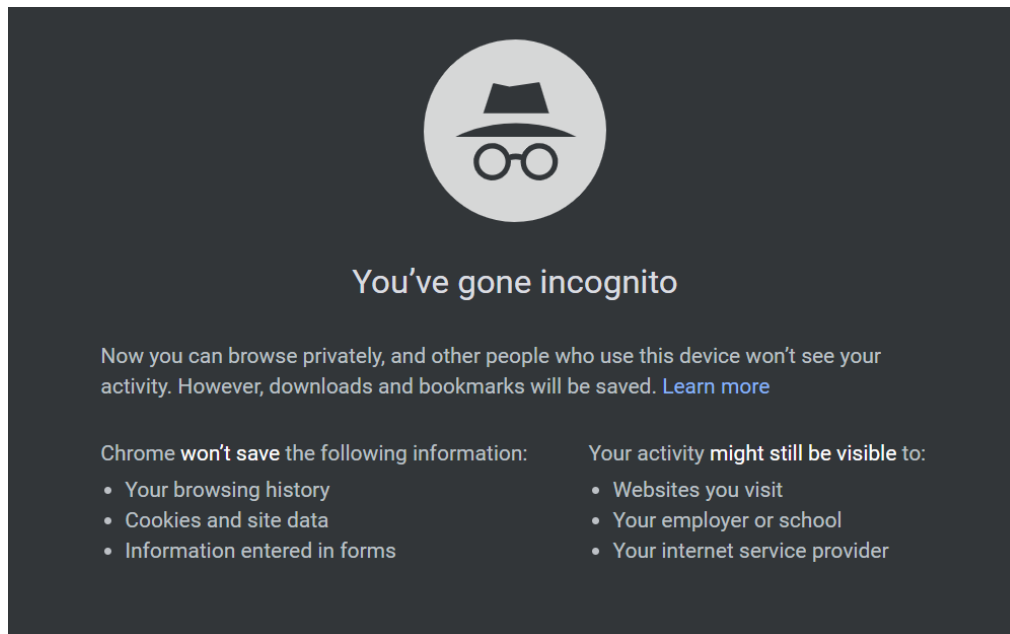 You’ve gone incognito
Now you can browse privately, and other people who use this device won’t see your
activity. However, downloads and bookmarks will be saved. Learn more
Chrome won’t save the following information:
• Your browsing history
• Cookies and site data
• Information entered in forms
Your activity might still be visible to:
• Websites you visit
• Your employer or school
• Your internet service provider